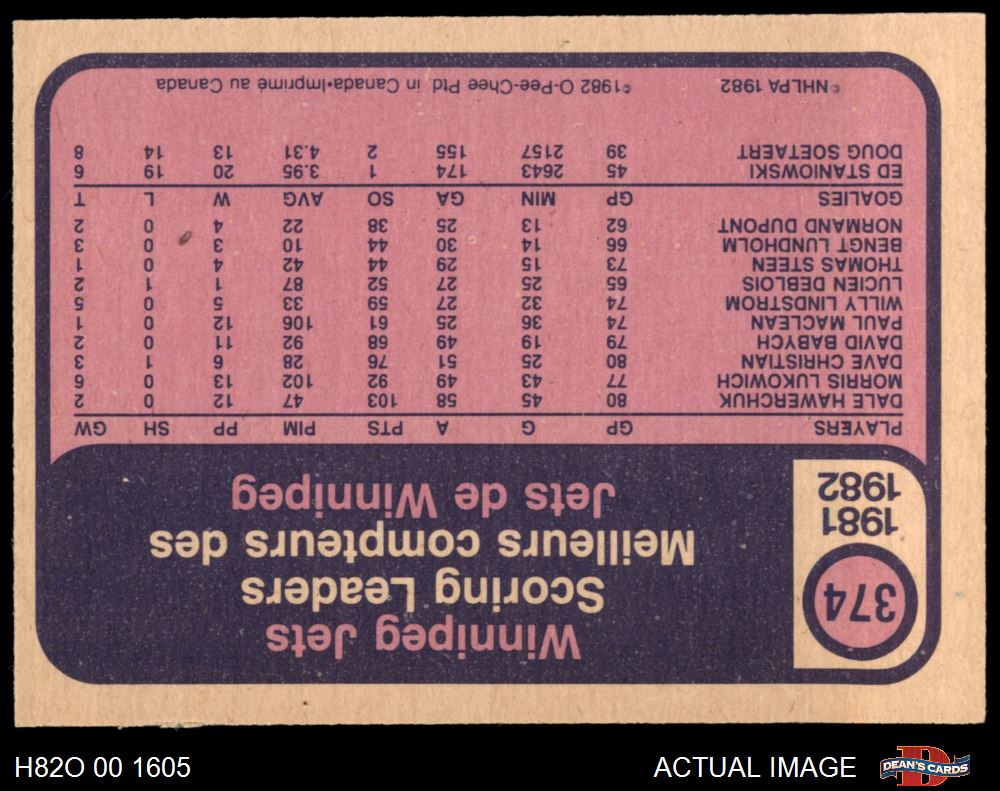 374
1981
1982
Winnipeg Jets
Scoring Leaders
Meilleurs compteurs des
Jets de Winnipeg
PLAYERS GP G A PTS PIM PP SH GW
DALE HAWERCHUK 80 45 58 103 47 12 0 2
MORRIS LUKOWICH 77 43 49 92 102 13 0 6
DAVE CHRISTIAN 80 25 51 76 28 6 1 3
DAVID BABYCH 79 19 49 68 92 11 0 2
PAUL MACLEAN 74 36 25 61 106 12 0 1
WILLY LINDSTROM 74 32 27 59 33 5 0 5
LUCIEN DEBLOIS 65 25 27 52 87 1 1 2
THOMAS STEEN 73 15 29 44 42 4 0 1
BENGT LUNDHOLM 66 14 30 44 10 3 0 3
NORMAND DUPONT 62 13 25 38 22 4 0 2
GOALIES GP MIN GA SO AVG W L T
ED STANIOWSKI 45 2643 174 1 3.95 20 19 6
DOUG SOETAERT 39 2157 155 2 4.31 13 14 8
©NHLPA 1982 ©1982 O-Pee-Chee Ptd. in Canada•Imprimé au Canada
H82O 00 1605
ACTUAL IMAGE
D
DEAN'S CARDS